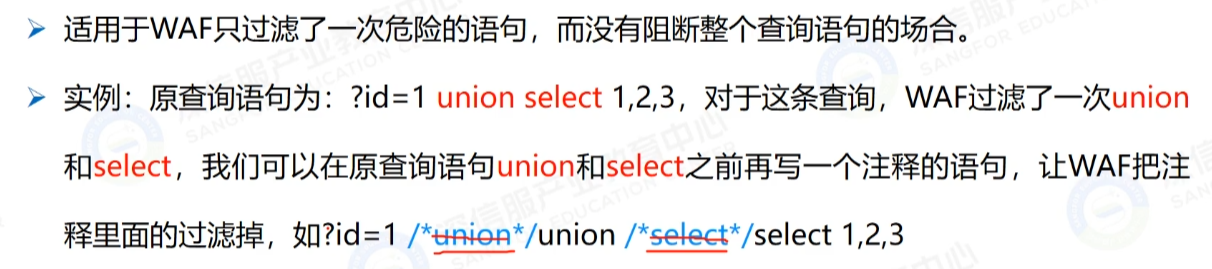 ➢ 适用于WAF只过滤了一次危险的语句，而没有阻断整个查询语句的场合。
➢ 实例：原查询语句为：?id=1 union select 1,2,3，对于这条查询，WAF过滤了一次union
和select，我们可以在原查询语句union和select之前再写一个注释的语句，让WAF把注
释里面的过滤掉，如?id=1 /*union*/union /*select*/select 1,2,3